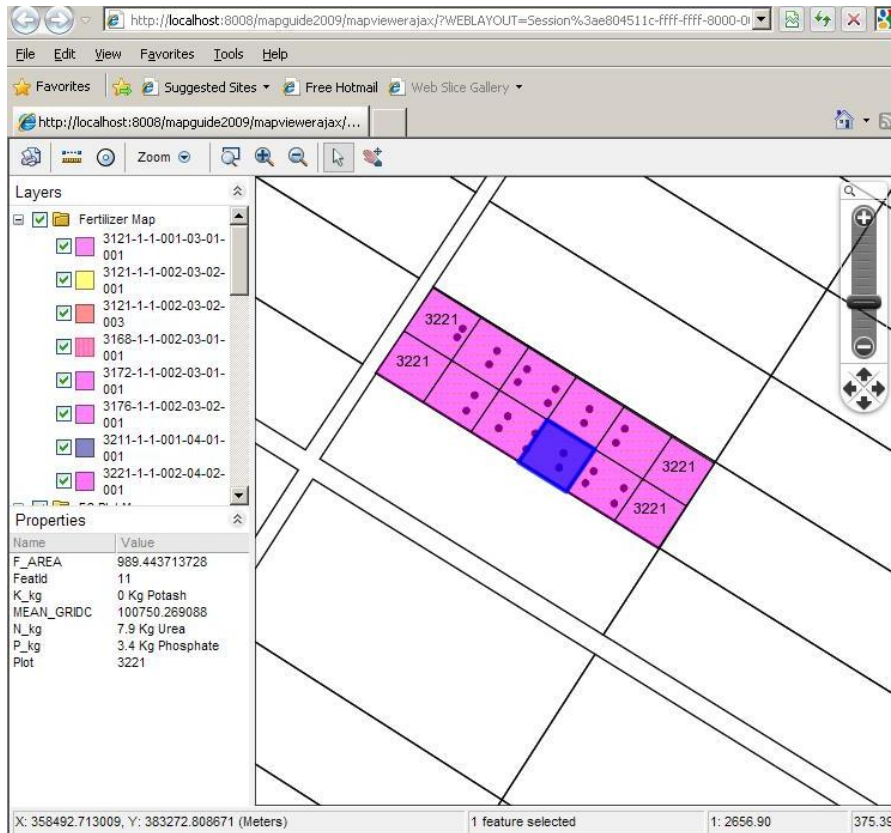 http://localhost:8008/mapguide2009/mapviewerajax/?WEBLAYOUT=Session%3ae804511c-ffff-ffff-8000-0
File Edit View Favorites Tools Help
Favorites Suggested Sites Free Hotmail Web Slice Gallery
http://localhost:8008/mapguide2009/mapviewerajax/...
Zoom
Layers
Fertilizer Map
3121-1-1-001-03-01-
001
3121-1-1-002-03-02-
001
3121-1-1-002-03-02-
003
3168-1-1-002-03-01-
001
3172-1-1-002-03-01-
001
3176-1-1-002-03-02-
001
3211-1-1-001-04-01-
001
3221-1-1-002-04-02-
001
Properties
Name Value
F_AREA 989.443713728
FeatId 11
K_kg 0 Kg Potash
MEAN_GRIDC 100750.269088
N_kg 7.9 Kg Urea
P_kg 3.4 Kg Phosphate
Plot 3221
3221
3221
3221
3221
X: 358492.713009, Y: 383272.808671 (Meters) 1 feature selected 1: 2656.90 375.39